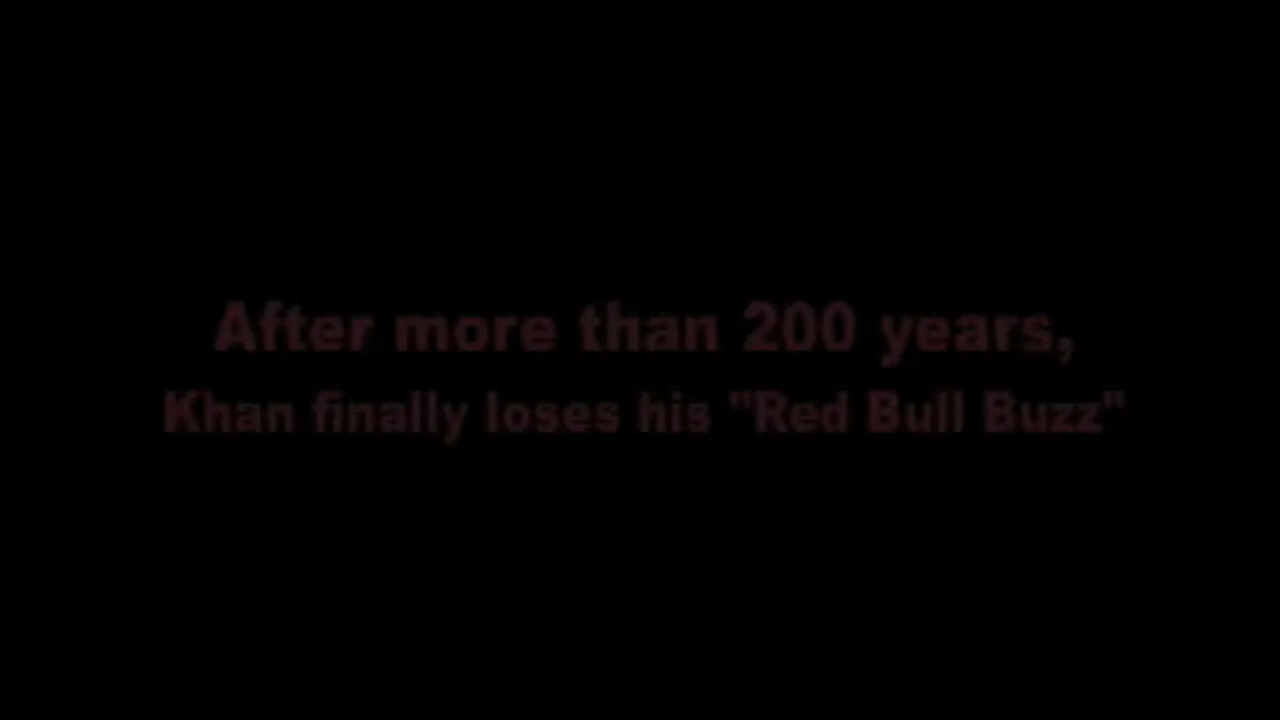 After more than 200 years,
Khan finally loses his "Red Bull Buzz"